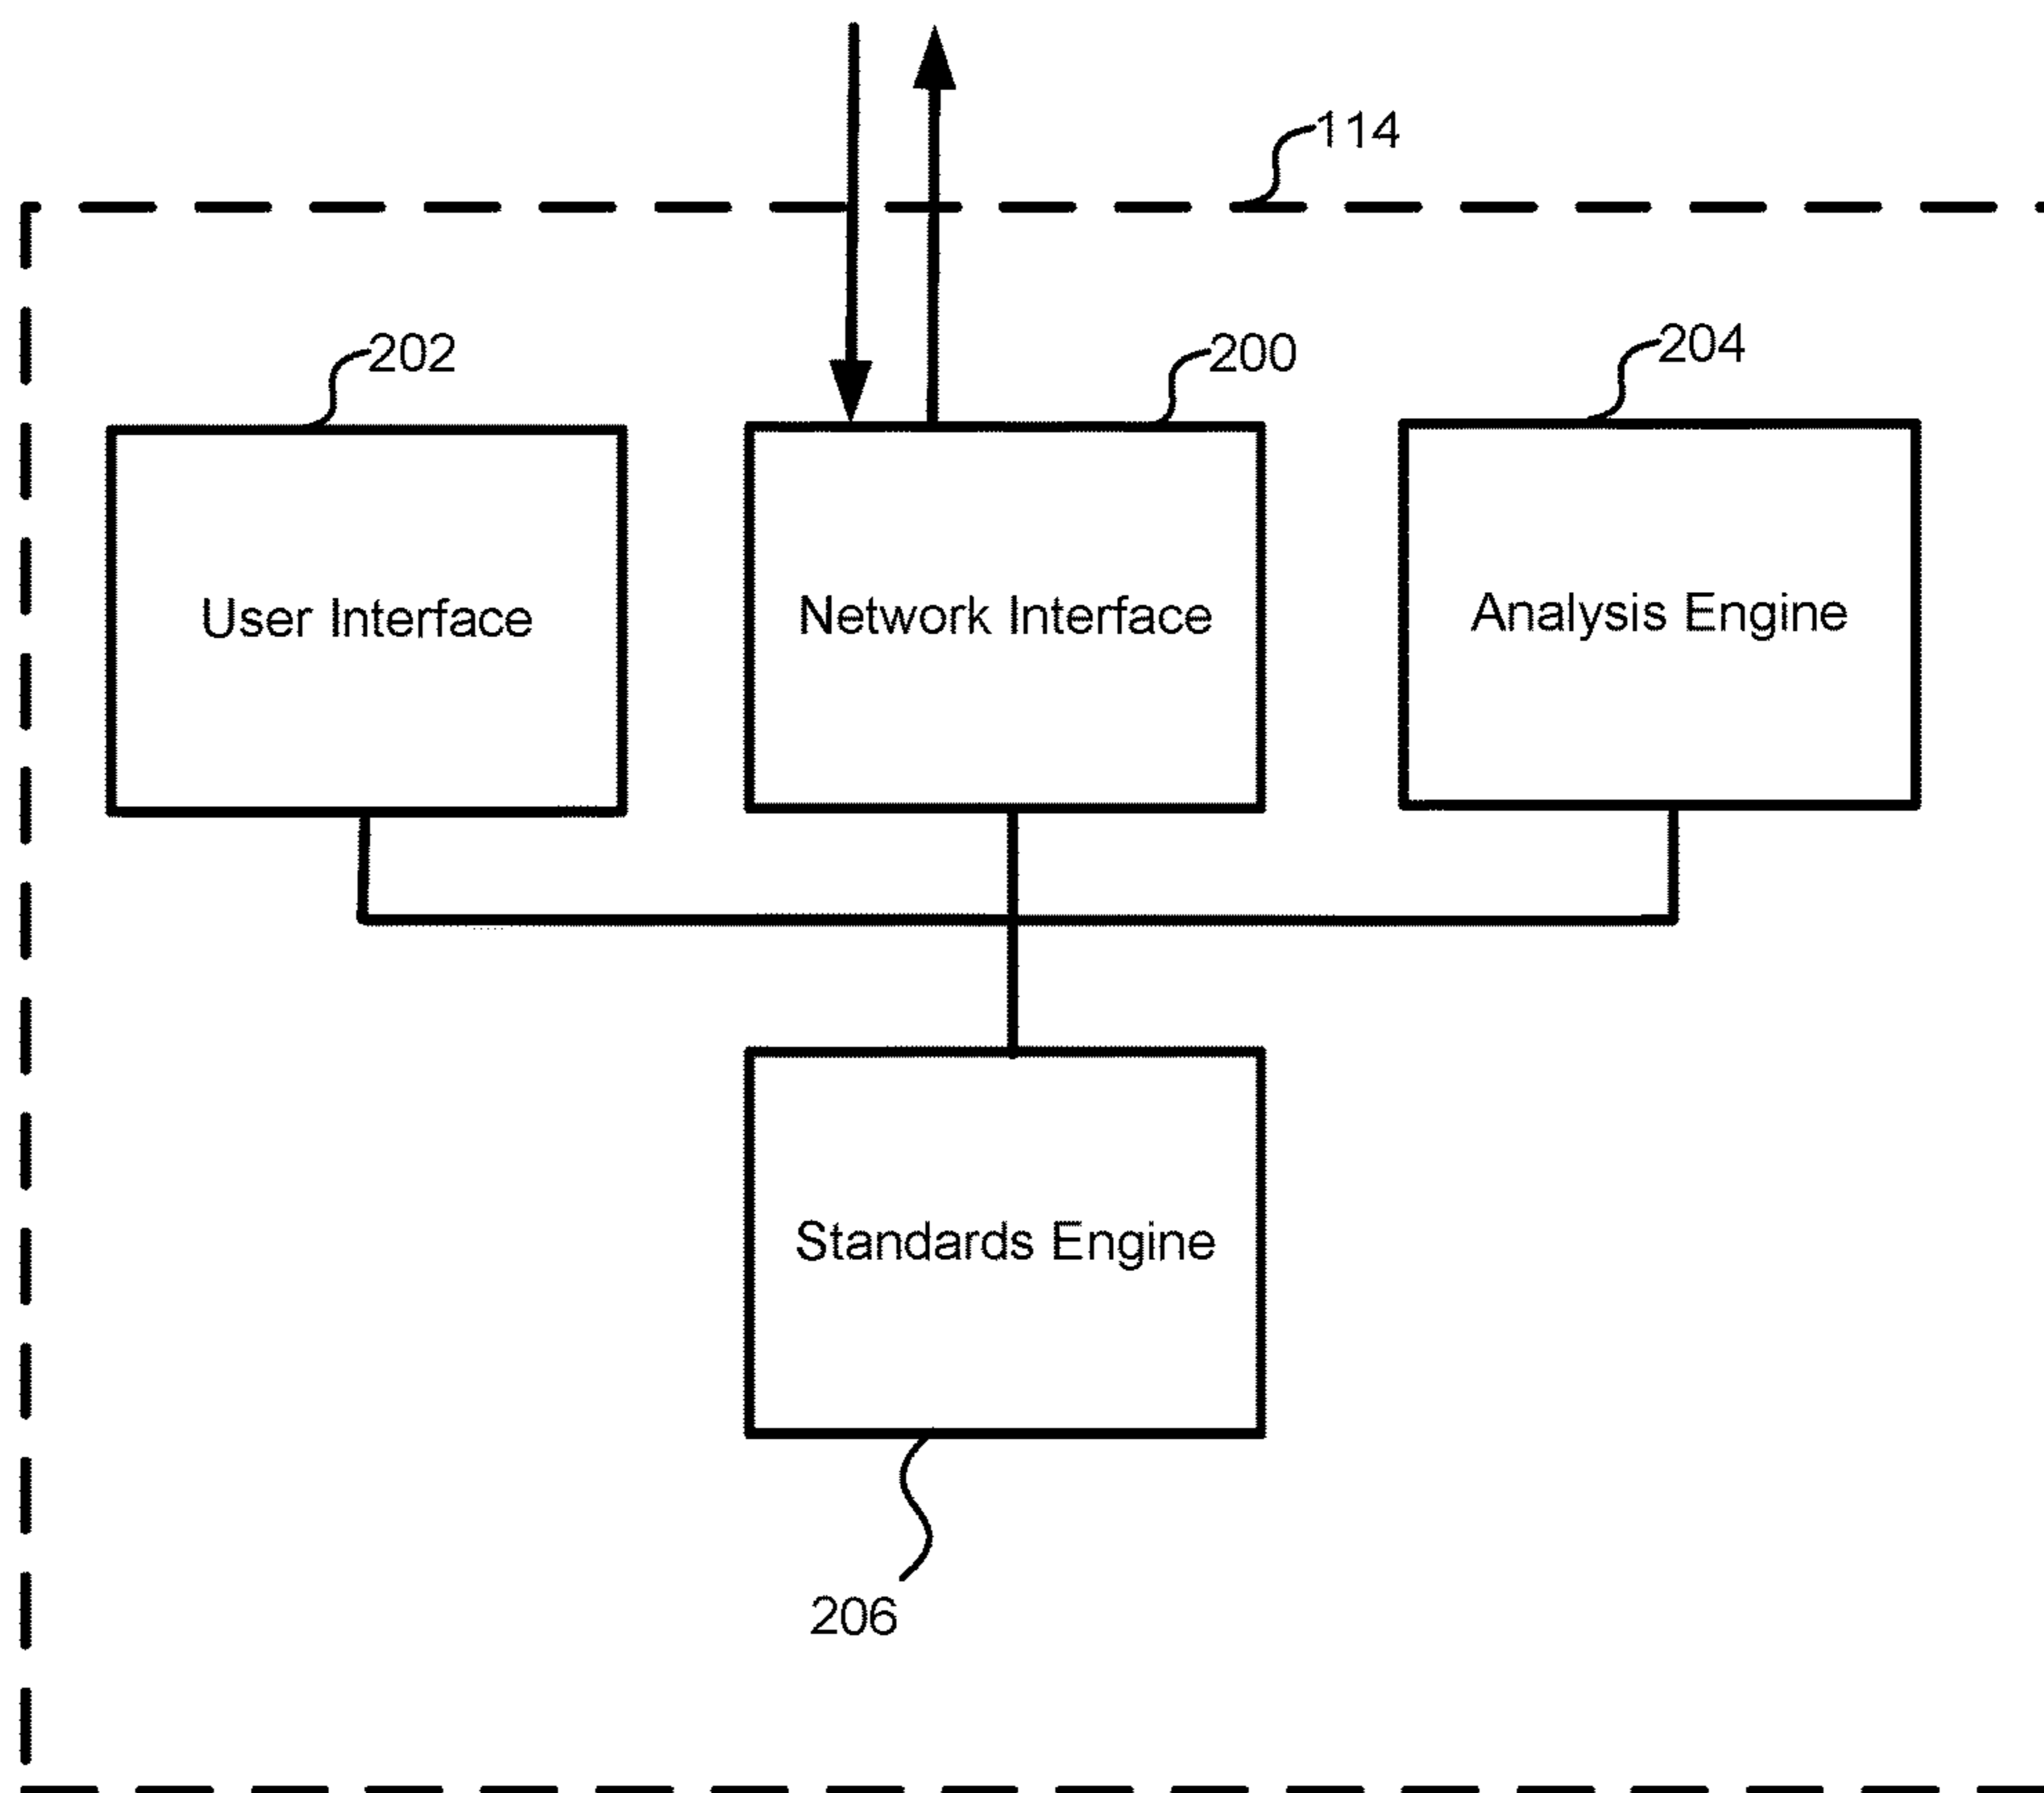 114
202
200
204
User Interface
Network Interface
Analysis Engine
Standards Engine
206